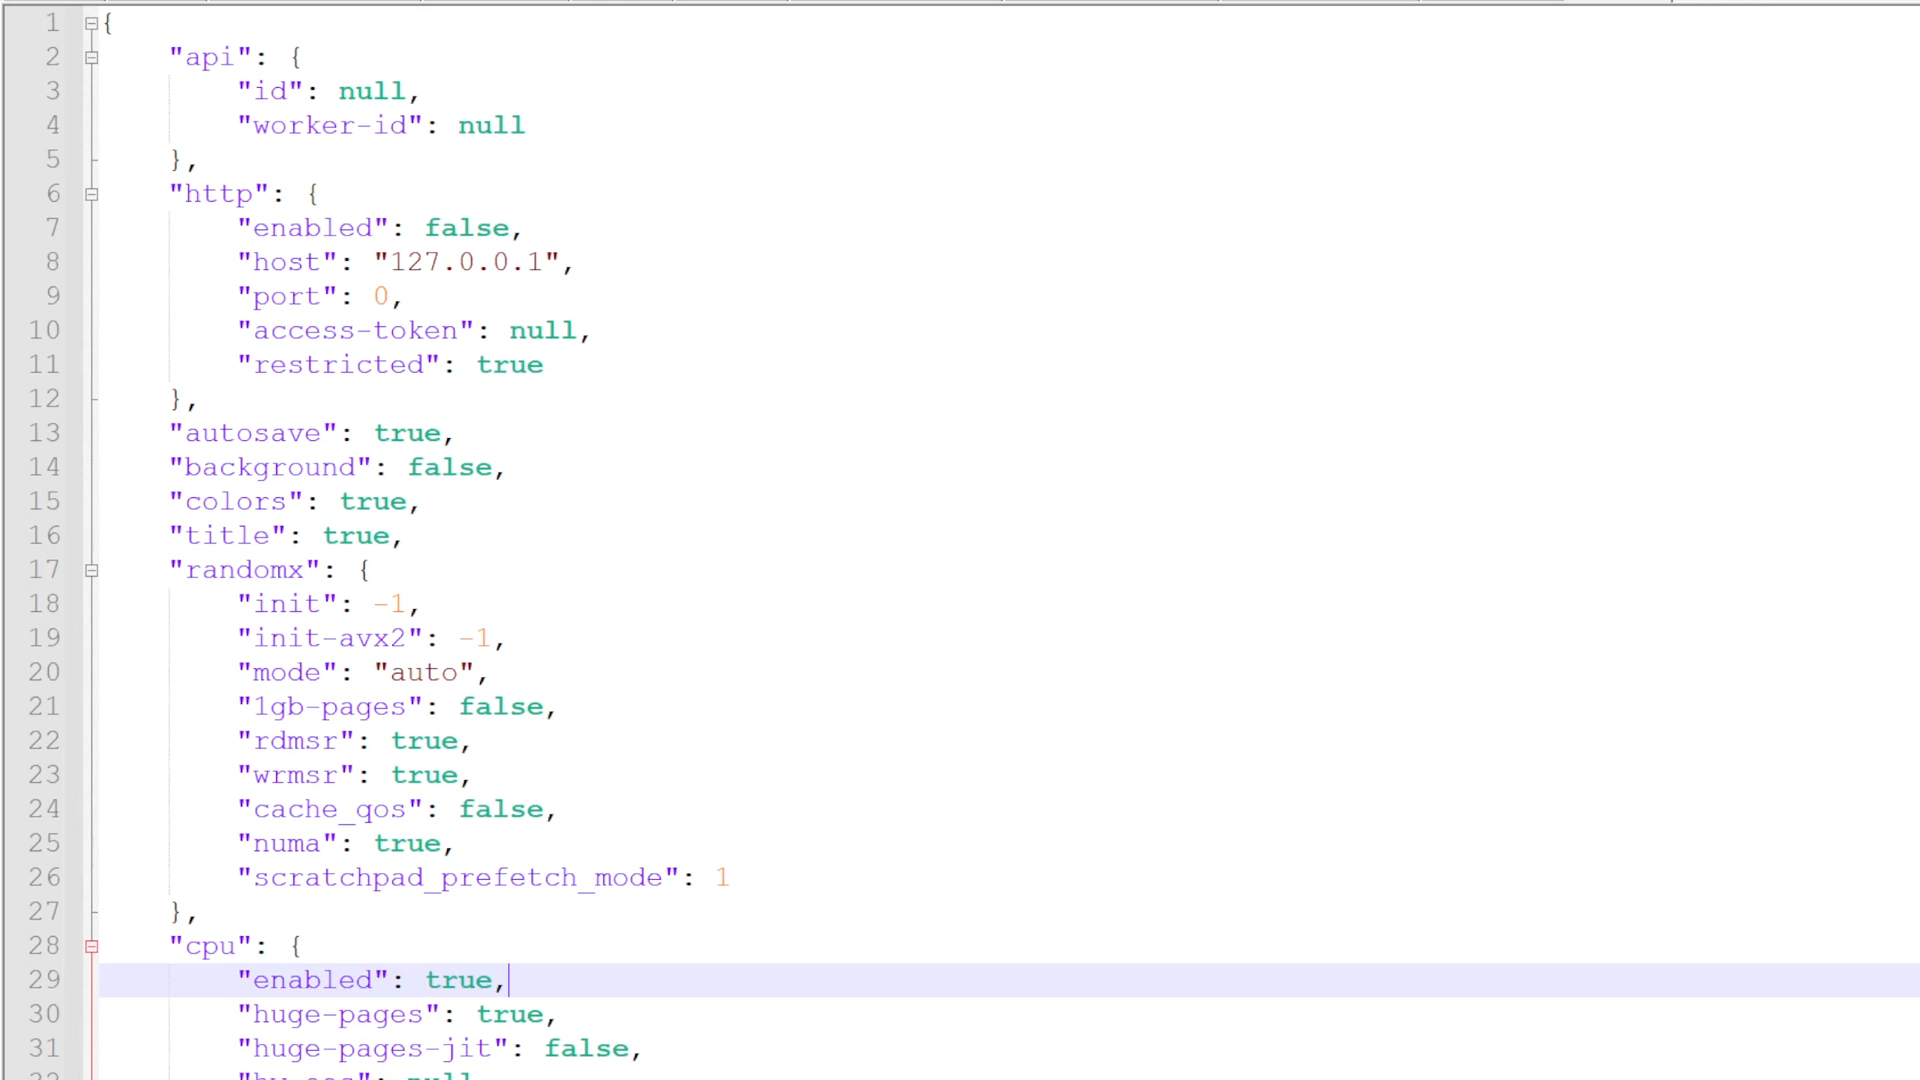 1 {
2 "api": {
3 "id": null,
4 "worker-id": null
5 },
6 "http": {
7 "enabled": false,
8 "host": "127.0.0.1",
9 "port": 0,
10 "access-token": null,
11 "restricted": true
12 },
13 "autosave": true,
14 "background": false,
15 "colors": true,
16 "title": true,
17 "randomx": {
18 "init": -1,
19 "init-avx2": -1,
20 "mode": "auto",
21 "1gb-pages": false,
22 "rdmsr": true,
23 "wrmsr": true,
24 "cache_qos": false,
25 "numa": true,
26 "scratchpad_prefetch_mode": 1
27 },
28 "cpu": {
29 "enabled": true,
30 "huge-pages": true,
31 "huge-pages-jit": false,